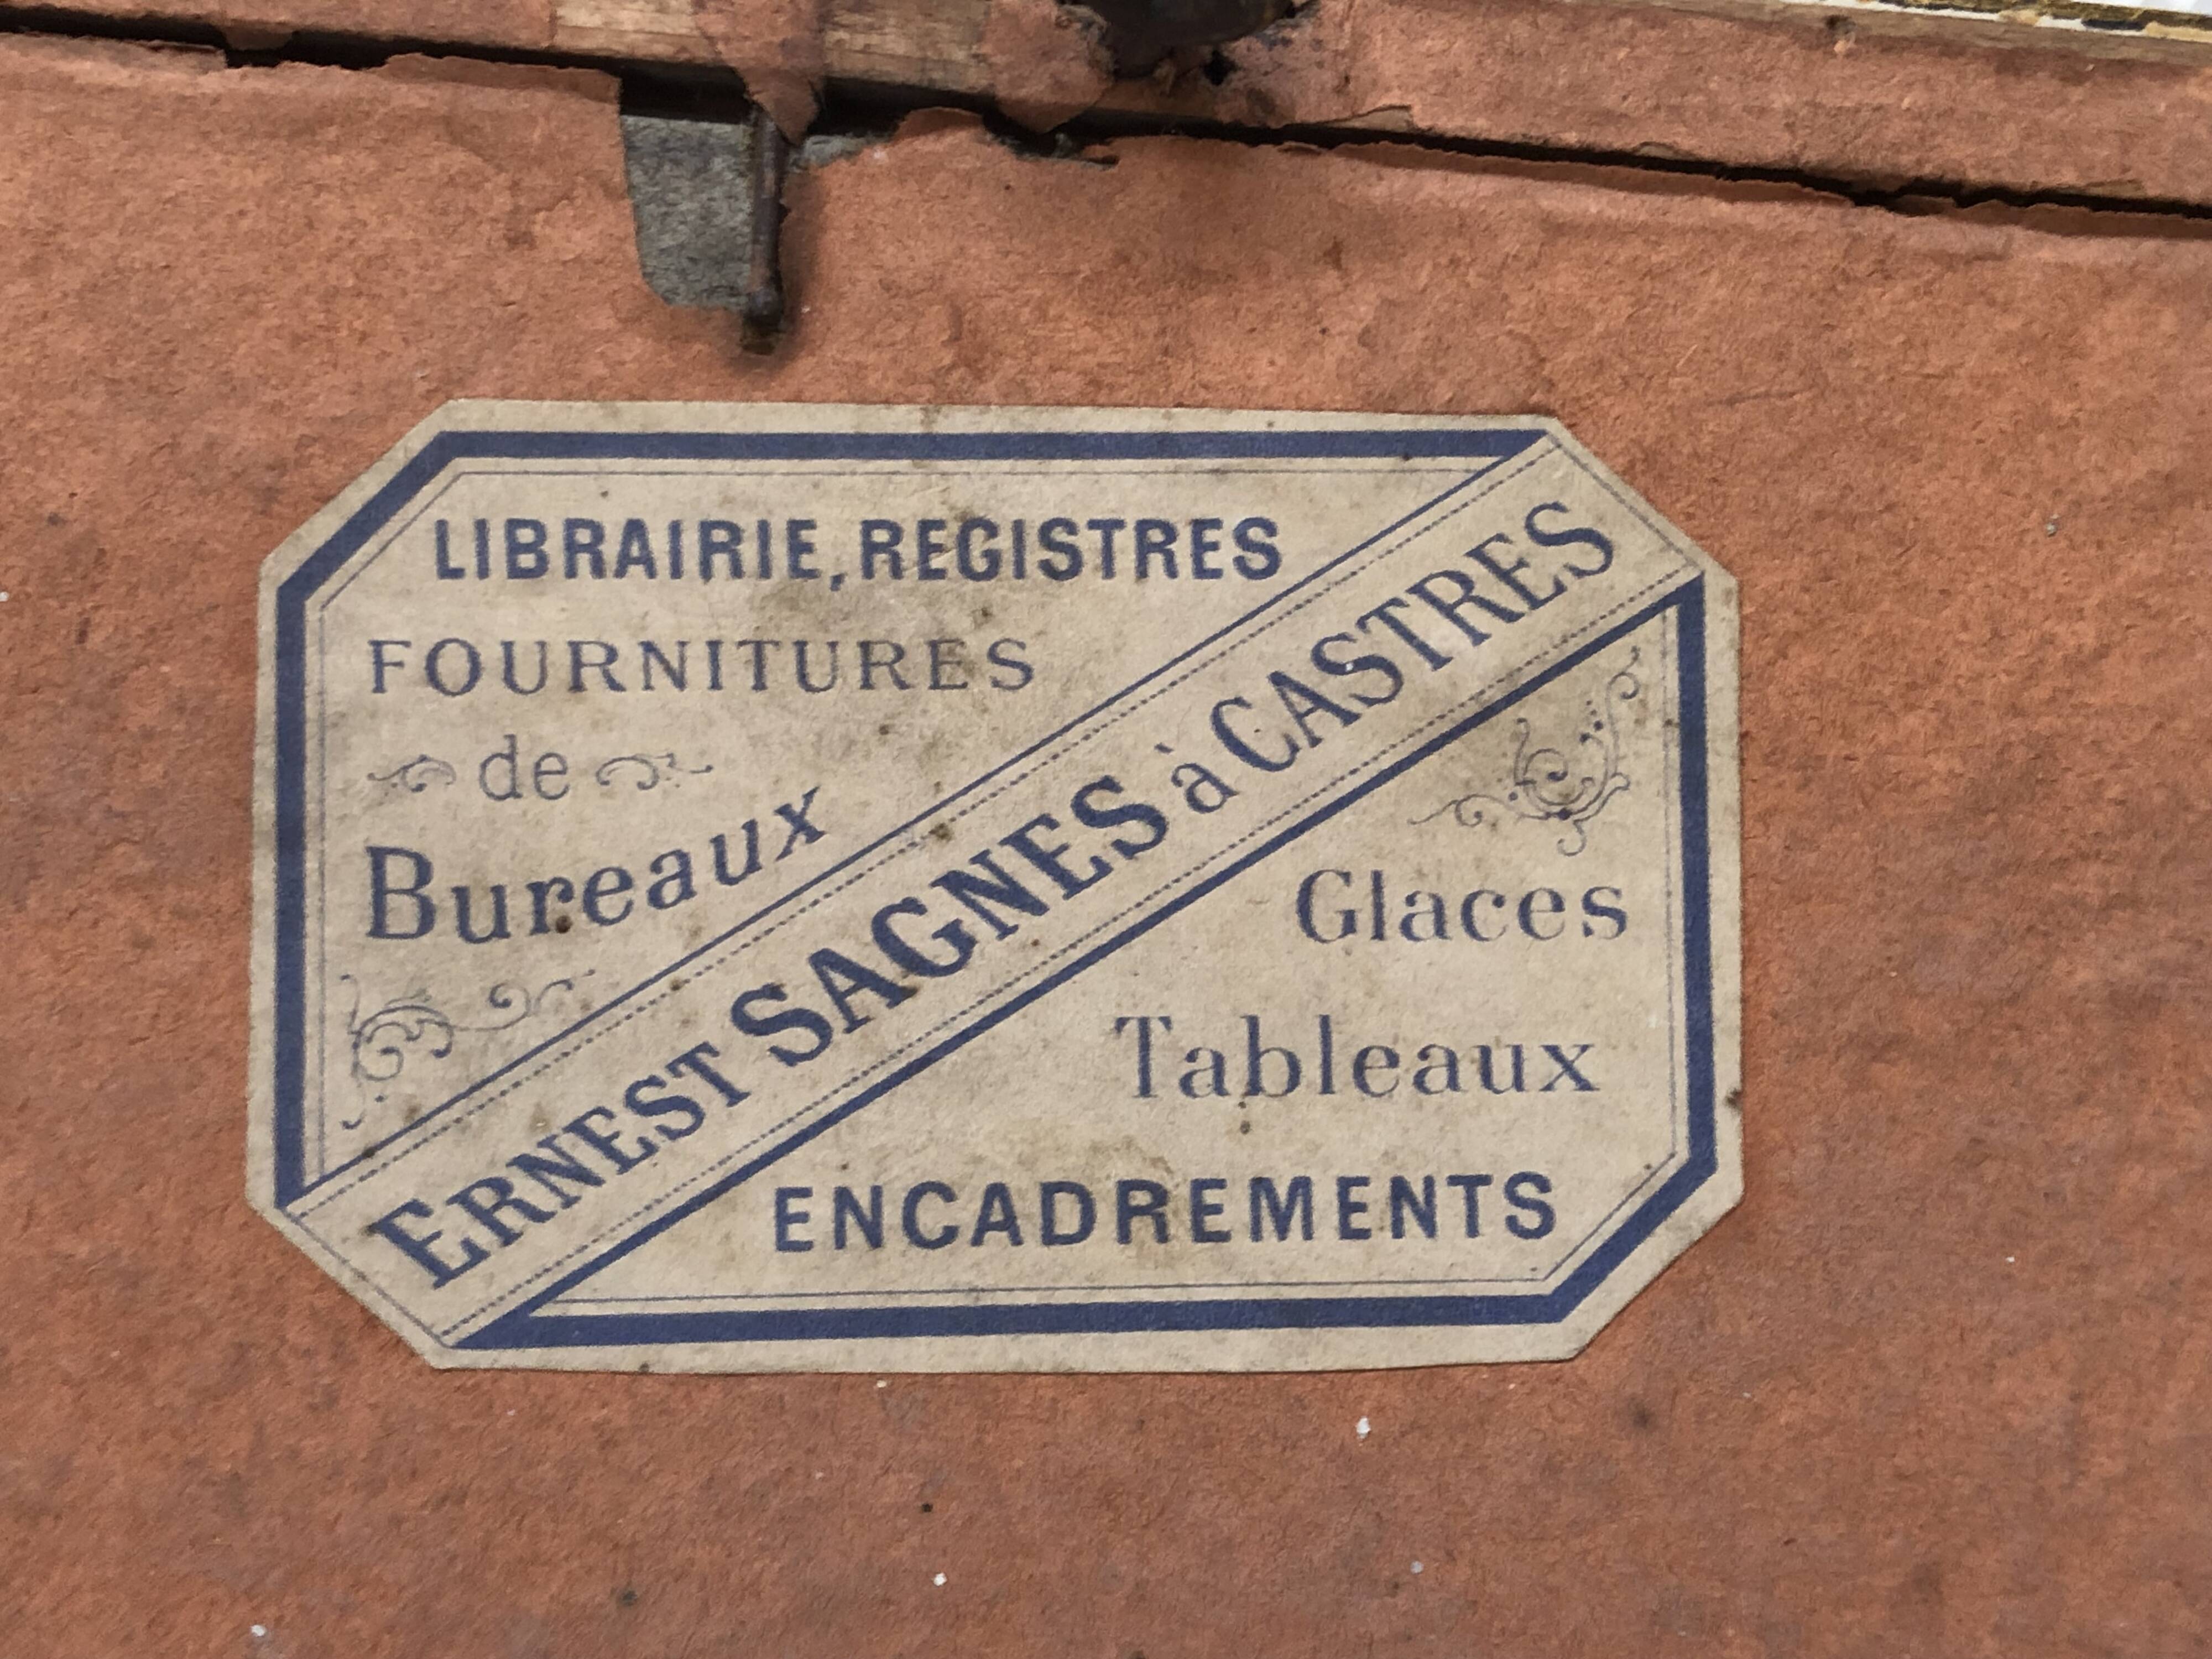 LIBRAIRIE, REGISTRES
FOURNITURES
de
Bureaux
ERNEST SAGNES à CASTRES
Glaces
Tableaux
ENCADREMENTS